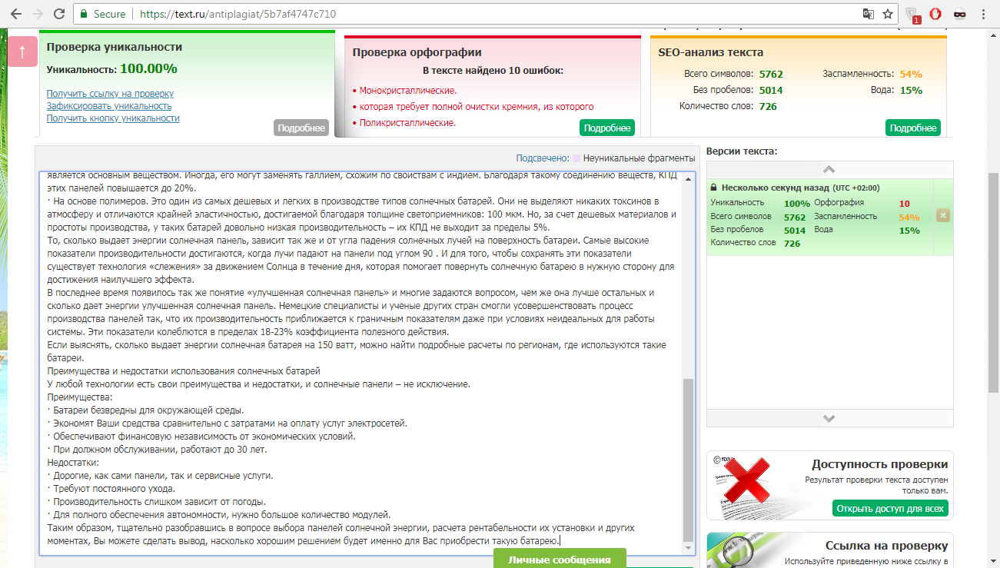 Secure https://text.ru/antiplagiat/5b7af4747c710
1
Проверка уникальности
Уникальность: 100.00%
Получить ссылку на проверку
Зафиксировать уникальность
Получить кнопку уникальности
Подробнее
Проверка орфографии
В тексте найдено 10 ошибок:
• Монокристаллические.
• которая требует полной очистки кремния, из которого
• Поликристаллические.
Подробнее
SEO-анализ текста
Всего символов: 5762
Без пробелов: 5014
Количество слов: 726
Заспамленность: 54%
Вода: 15%
Подробнее
Подсвечено: Неуникальные фрагменты
является основным веществом. Иногда, его могут заменять галлием, схожим по свойствам с индием. Благодаря такому соединению веществ, КПД
этих панелей повышается до 20%.
· На основе полимеров. Это один из самых дешевых и легких в производстве типов солнечных батарей. Они не выделяют никаких токсинов в
атмосферу и отличаются крайней эластичностью, достигаемой благодаря толщине светоприемников: 100 мкм. Но, за счет дешевых материалов и
простоты производства, у таких батарей довольно низкая производительность – их КПД не выходит за пределы 5%.
То, сколько выдает энергии солнечная панель, зависит так же и от угла падения солнечных лучей на поверхность батареи. Самые высокие
показатели производительности достигаются, когда лучи падают на панели под углом 90 . И для того, чтобы сохранять эти показатели
существует технология «слежения» за движением Солнца в течение дня, которая помогает повернуть солнечную батарею в нужную сторону для
достижения наилучшего эффекта.
В последнее время появилось так же понятие «улучшенная солнечная панель» и многие задаются вопросом, чем же она лучше остальных и
сколько дает энергии улучшенная солнечная панель. Немецкие специалисты и ученые других стран смогли усовершенствовать процесс
производства панелей так, что их производительность приближается к граничным показателям даже при условиях неидеальных для работы
системы. Эти показатели колеблются в пределах 18-23% коэффициента полезного действия.
Если выяснять, сколько выдает энергии солнечная батарея на 150 ватт, можно найти подобные расчеты по регионам, где используются такие
батареи.
Преимущества и недостатки использования солнечных батарей
У любой технологии есть свои преимущества и недостатки, и солнечные панели – не исключение.
Преимущества:
· Батареи безвредны для окружающей среды.
· Экономят Ваши средства сравнительно с затратами на оплату услуг электросетей.
· Обеспечивают финансовую независимость от экономических условий.
· При должном обслуживании, работают до 30 лет.
Недостатки:
· Дорогие, как сами панели, так и сервисные услуги.
· Требуют постоянного ухода.
· Производительность слишком зависит от погоды.
· Для полного обеспечения автономности, нужно большое количество модулей.
Таким образом, тщательно разобравшись в вопросе выбора панелей солнечной энергии, расчета рентабельности их установки и других
моментах, Вы можете сделать вывод, насколько хорошим решением будет именно для Вас приобрести такую батарею.
Версии текста:
Несколько секунд назад (UTC +02:00)
Уникальность 100% Орфография 10
Всего символов 5762 Заспамленность 54%
Без пробелов 5014 Вода 15%
Количество слов 726
Доступность проверки
Результат проверки текста доступен
только вам.
Открыть доступ для всех
Ссылка на проверку
Используйте приведенную ниже ссылку в
Личные сообщения